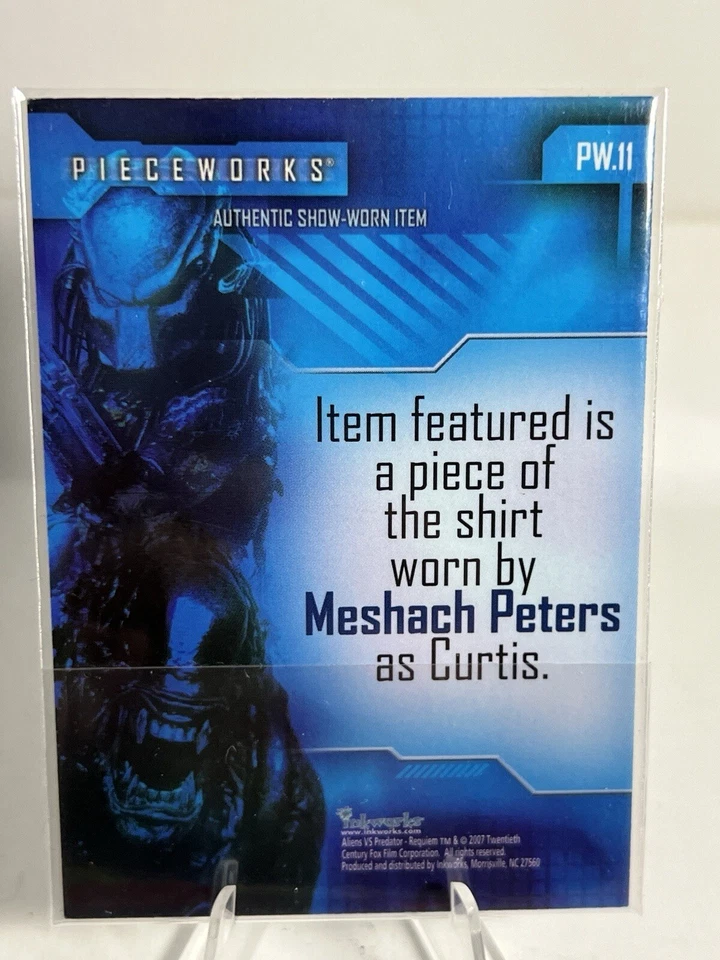 PIECEWORKS®
PW.11
AUTHENTIC SHOW-WORN ITEM
Item featured is
a piece of
the shirt
worn by
Meshach Peters
as Curtis.
inkworks
www.inkworks.com
Aliens VS Predator - Requiem TM & © 2007 Twentieth
Century Fox Film Corporation. All rights reserved.
Produced and distributed by Inkworks, Morrisville, NC 27560